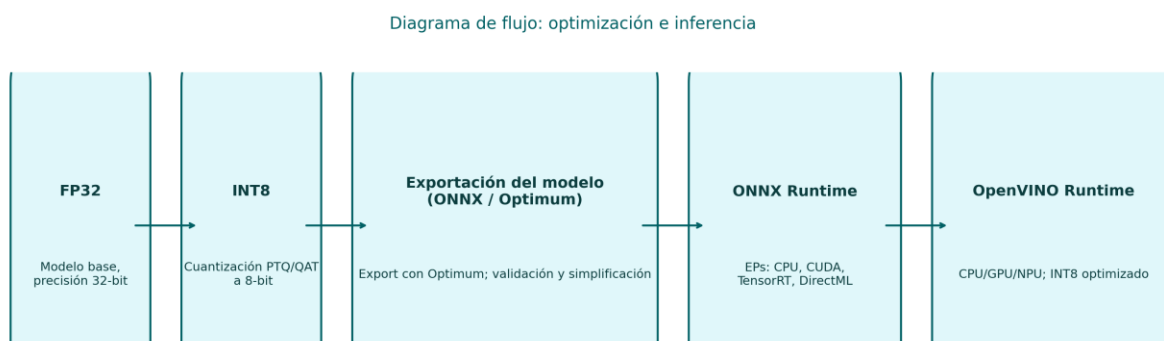 Diagrama de flujo: optimización e inferencia
FP32
Modelo base,
precisión 32-bit
INT8
Cuantización PTQ/QAT
a 8-bit
Exportación del modelo
(ONNX / Optimum)
Export con Optimum; validación y simplificación
ONNX Runtime
EPs: CPU, CUDA,
TensorRT, DirectML
OpenVINO Runtime
CPU/GPU/NPU; INT8 optimizado